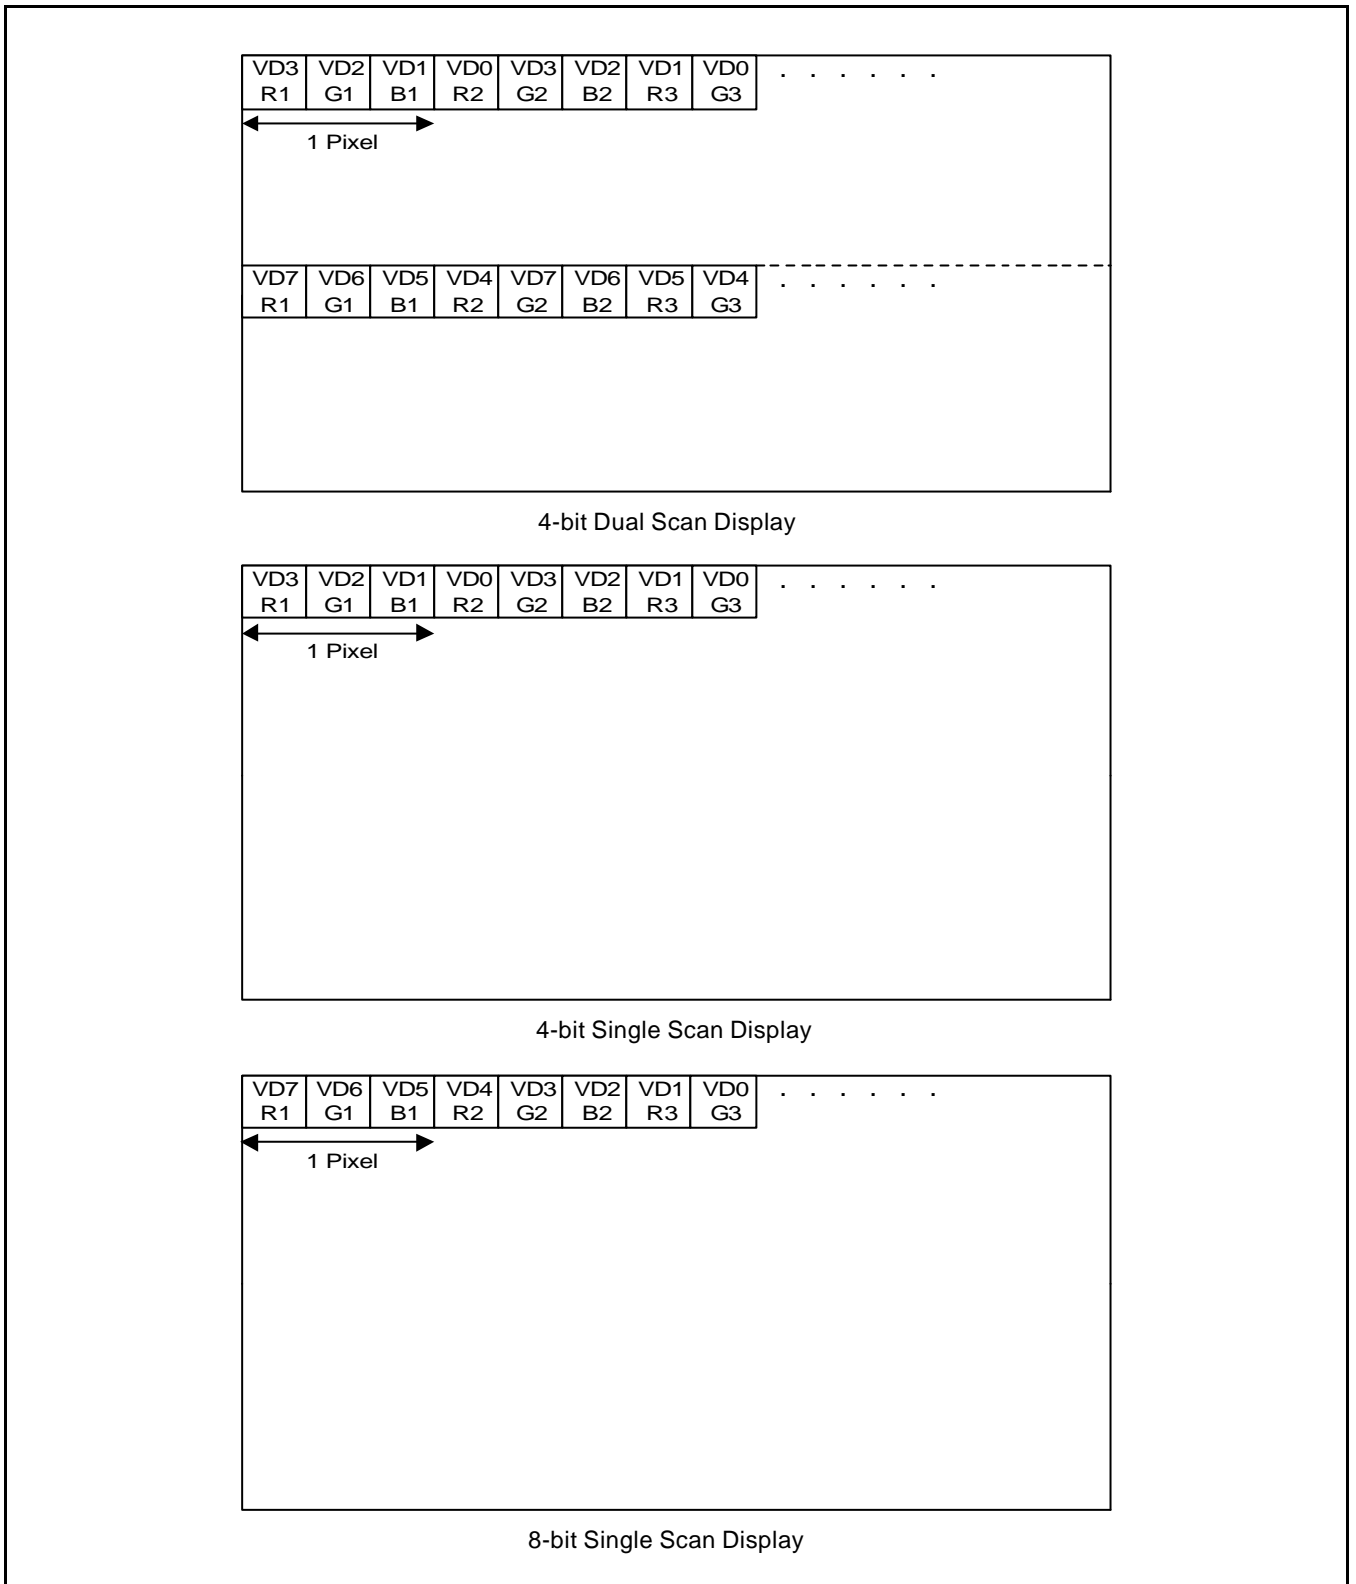 VD3 VD2 VD1 VD0 VD3 VD2 VD1 VD0 . . . . . .
R1 G1 B1 R2 G2 B2 R3 G3
1 Pixel
VD7 VD6 VD5 VD4 VD7 VD6 VD5 VD4 . . . . . .
R1 G1 B1 R2 G2 B2 R3 G3
4-bit Dual Scan Display
VD3 VD2 VD1 VD0 VD3 VD2 VD1 VD0 . . . . . .
R1 G1 B1 R2 G2 B2 R3 G3
1 Pixel
4-bit Single Scan Display
VD7 VD6 VD5 VD4 VD3 VD2 VD1 VD0 . . . . . .
R1 G1 B1 R2 G2 B2 R3 G3
1 Pixel
8-bit Single Scan Display